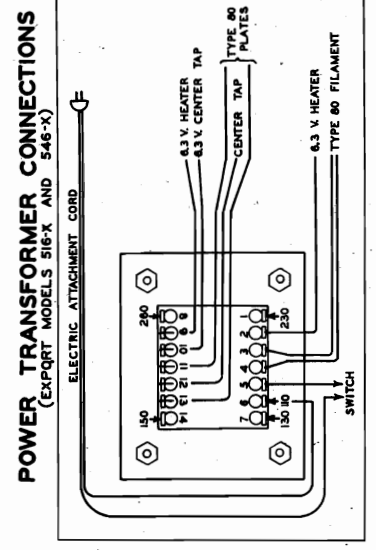 POWER TRANSFORMER CONNECTIONS
(EXPORT MODELS 516-X AND 546-X)
ELECTRIC ATTACHMENT CORD
6.3 V. HEATER
6.3 V. CENTER TAP
TYPE 80
PLATES
CENTER TAP
6.3 V. HEATER
TYPE 80 FILAMENT
260
150
8
9
10
11
12
13
14
1
2
3
4
5
6
7
230
110
130
SWITCH